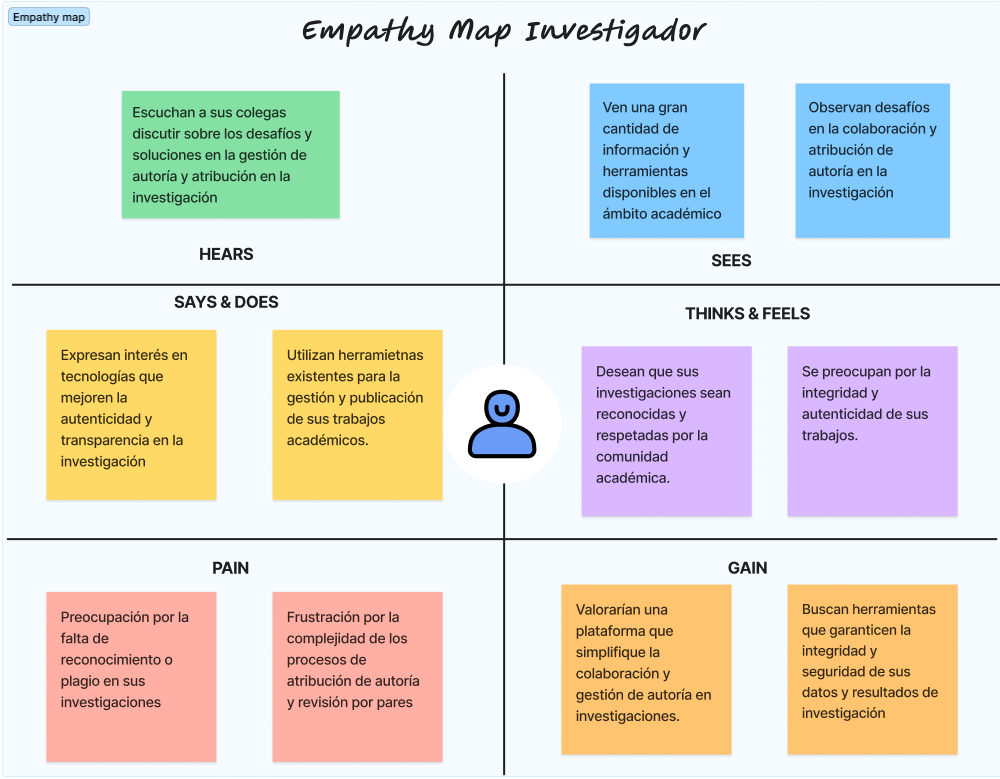 Empathy map
Empathy Map Investigador
Escuchan a sus colegas
discutir sobre los desafíos y
soluciones en la gestión de
autoría y atribución en la
investigación
HEARS
Ven una gran
cantidad de
información y
herramientas
disponibles en el
ámbito académico
Observan desafíos
en la colaboración y
atribución de
autoría en la
investigación
SEES
SAYS & DOES
Expresan interés en
tecnologías que
mejoren la
autenticidad y
transparencia en la
investigación
Utilizan herramietnas
existentes para la
gestión y publicación
de sus trabajos
académicos.
THINKS & FEELS
Desean que sus
investigaciones sean
reconocidas y
respetadas por la
comunidad
académica.
Se preocupan por la
integridad y
autenticidad de sus
trabajos.
PAIN
Preocupación por la
falta de
reconocimiento o
plagio en sus
investigaciones
Frustración por la
complejidad de los
procesos de
atribución de autoría
y revisión por pares
GAIN
Valorarían una
plataforma que
simplifique la
colaboración y
gestión de autoría en
investigaciones.
Buscan herramientas
que garanticen la
integridad y
seguridad de sus
datos y resultados de
investigación